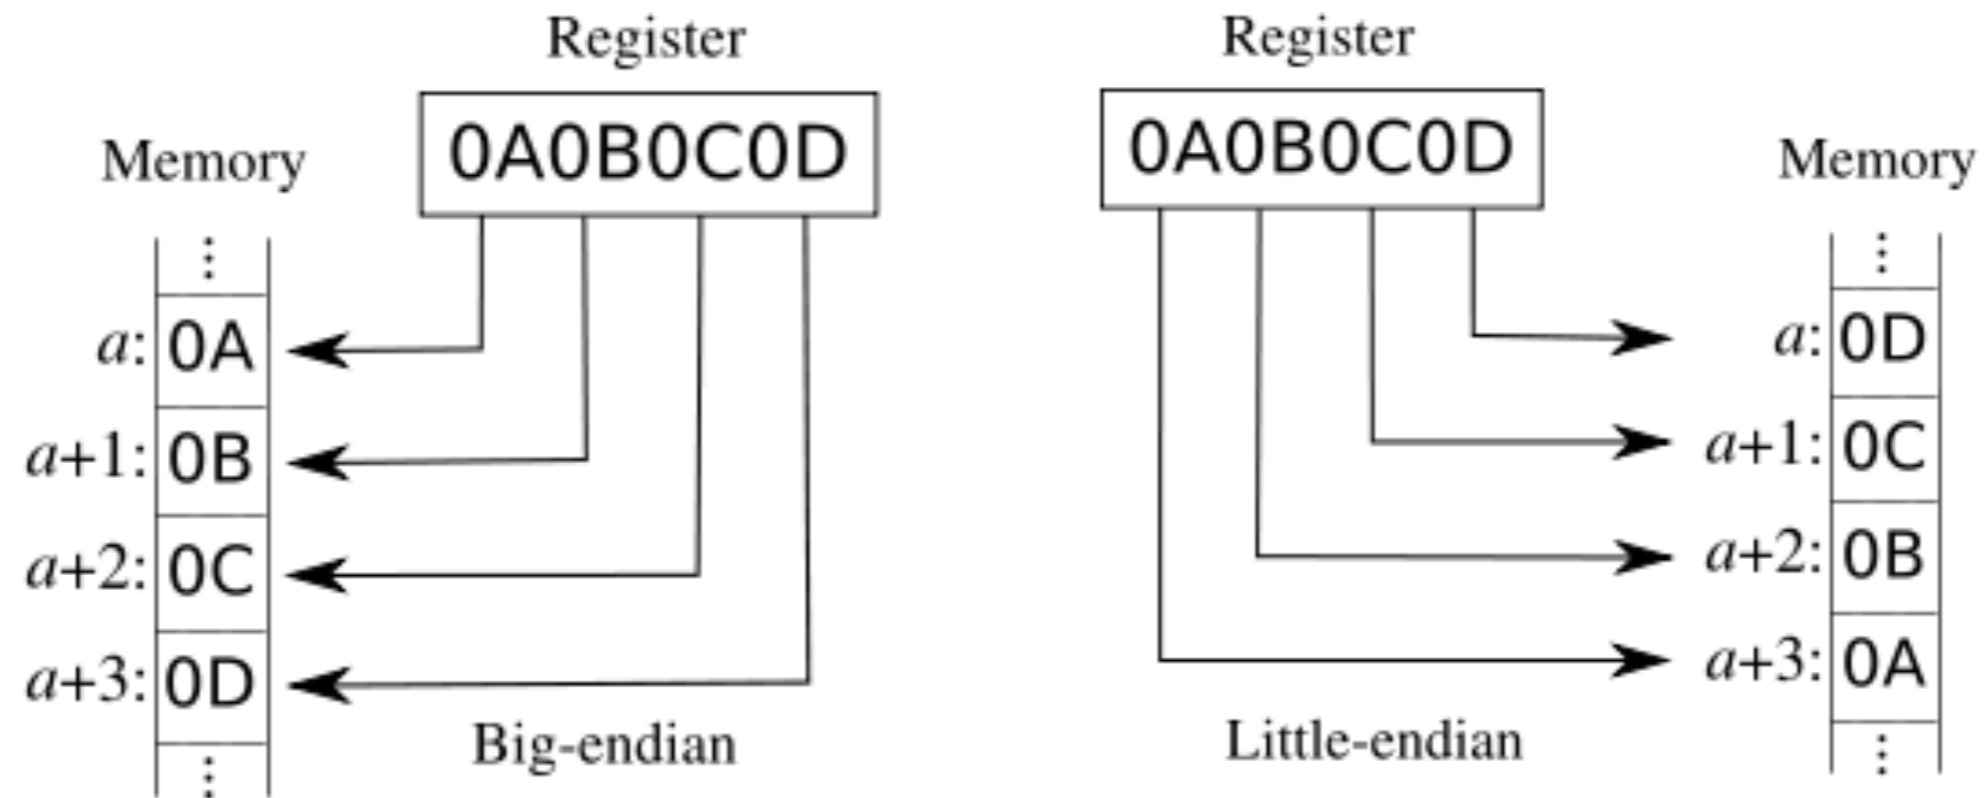 Register
0A0B0C0D
Memory
⋮
a: 0A
a+1: 0B
a+2: 0C
a+3: 0D
⋮
Big-endian
Register
0A0B0C0D
Memory
⋮
a: 0D
a+1: 0C
a+2: 0B
a+3: 0A
⋮
Little-endian